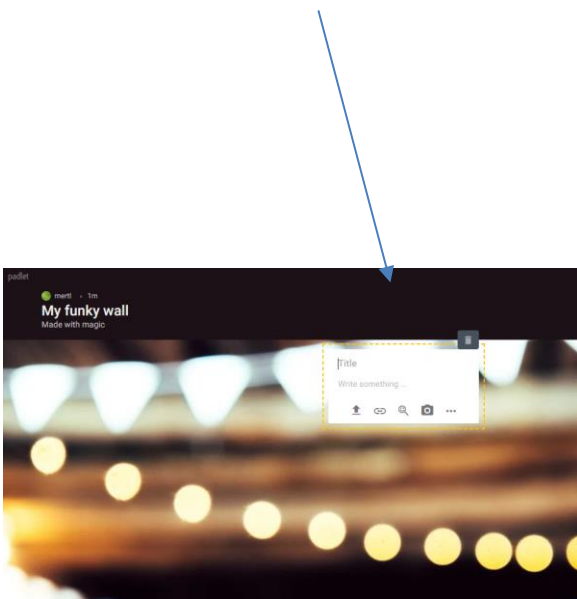 padlet
mertl · 1m
My funky wall
Made with magic
Title
Write something ...